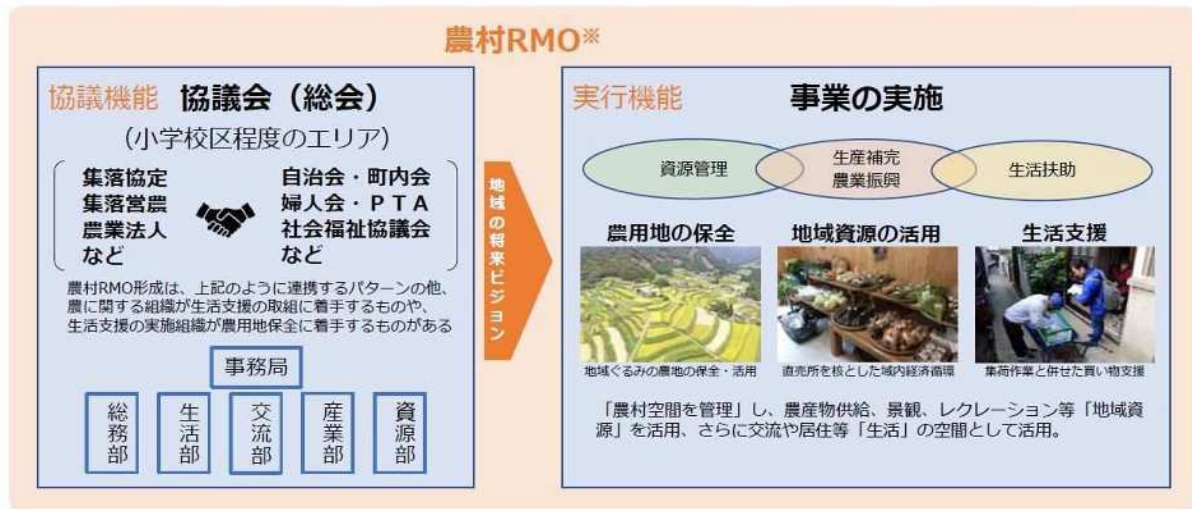 農村RMO※
協議機能 協議会（総会）
（小学校区程度のエリア）
集落協定
集落営農
農業法人
など
自治会・町内会
婦人会・PTA
社会福祉協議会
など
農村RMO形成は、上記のように連携するパターンの他、
農に関する組織が生活支援の取組に着手するものや、
生活支援の実施組織が農用地保全に着手するものがある
事務局
総務部
生活部
交流部
産業部
資源部
地域の将来ビジョン
実行機能 事業の実施
資源管理
生産補完
農業振興
生活扶助
農用地の保全
地域資源の活用
生活支援
地域ぐるみの農地の保全・活用
直売所を核とした域内経済循環
集荷作業と併せた買い物支援
「農村空間を管理」し、農産物供給、景観、レクレーション等「地域資
源」を活用、さらに交流や居住等「生活」の空間として活用。